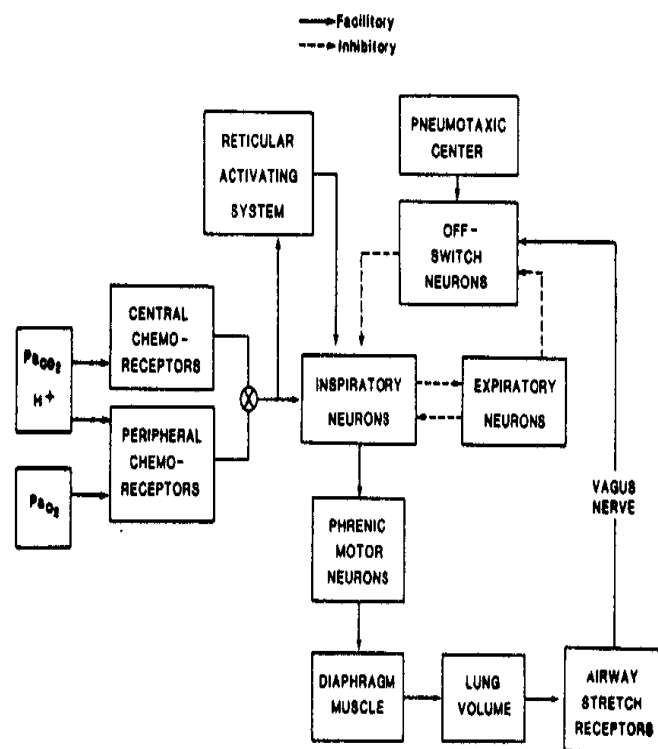 Facilitory
Inhibitory
RETICULAR
ACTIVATING
SYSTEM
PNEUMOTAXIC
CENTER
OFF-
SWITCH
NEURONS
CENTRAL
CHEMO-
RECEPTORS
PaCO2
H+
PERIPHERAL
CHEMO-
RECEPTORS
PaO2
INSPIRATORY
NEURONS
EXPIRATORY
NEURONS
VAGUS
NERVE
PHRENIC
MOTOR
NEURONS
DIAPHRAGM
MUSCLE
LUNG
VOLUME
AIRWAY
STRETCH
RECEPTORS